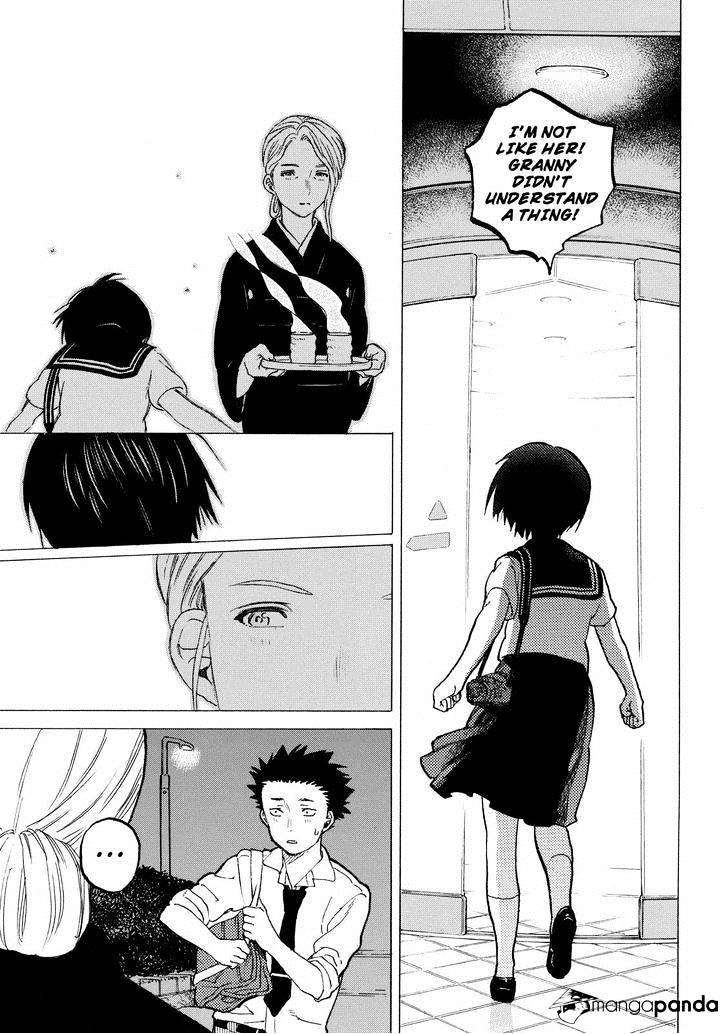 I'M NOT
LIKE HER!
GRANNY
DIDN'T
UNDERSTAND
A THING!
...
mangapanda